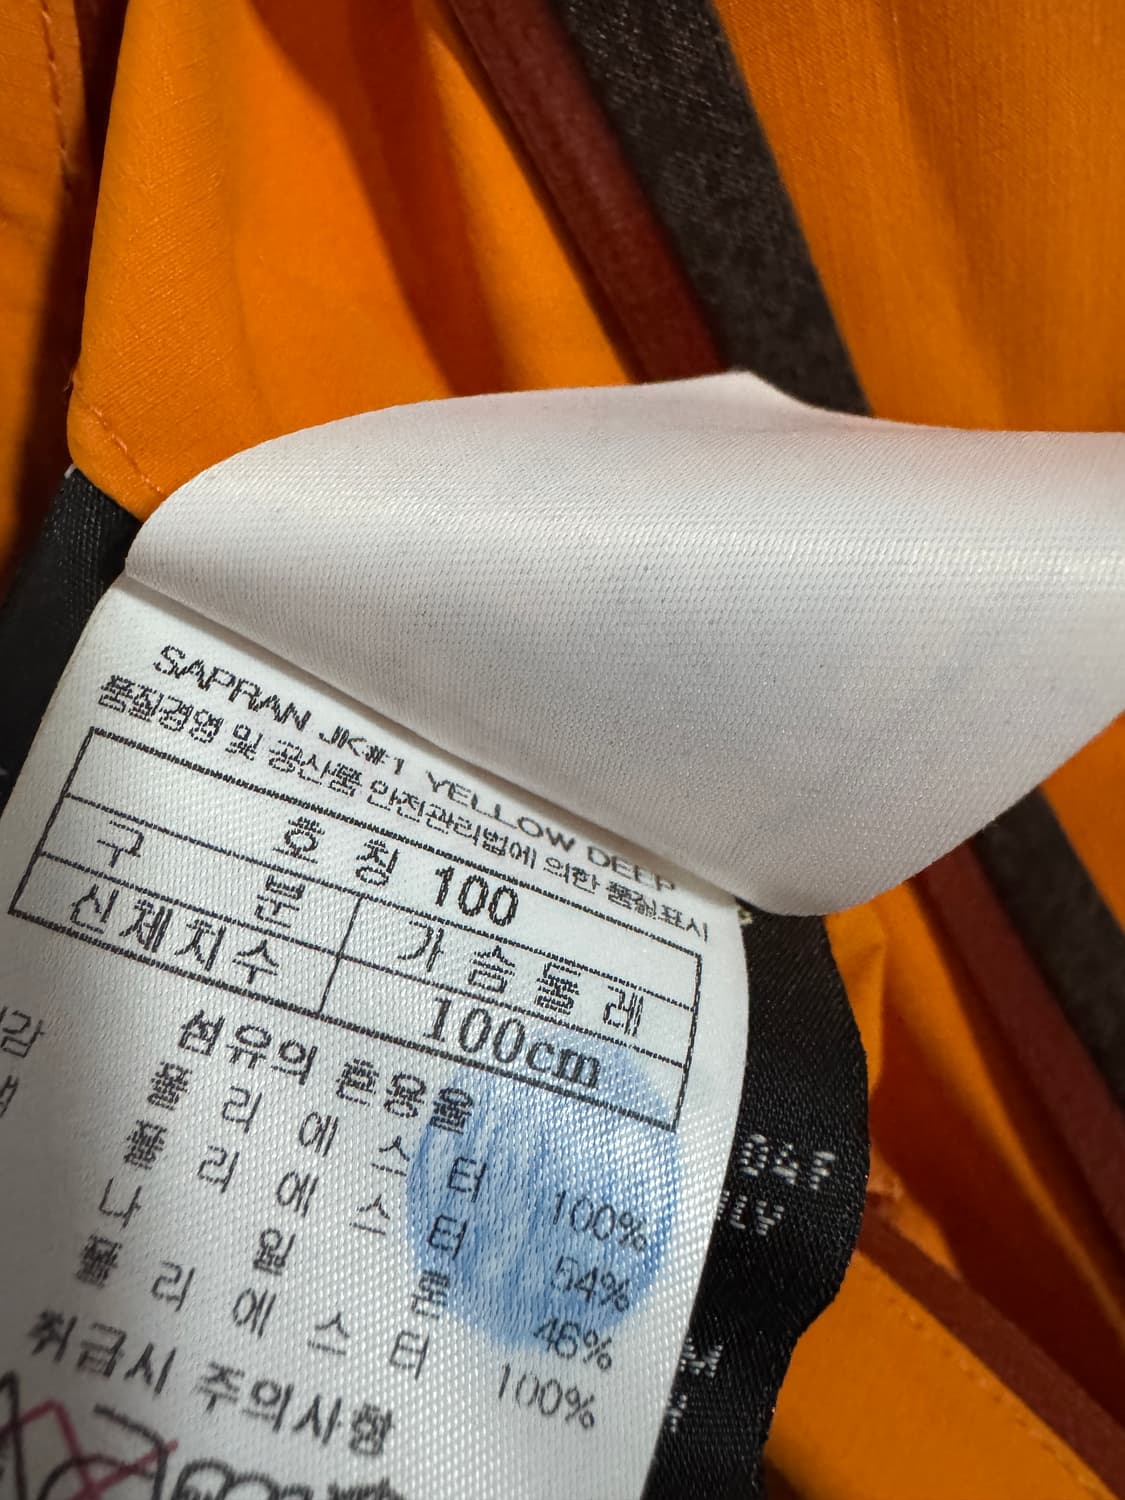 SAPRAN JK#1 YELLOW DEEP
품질경영 및 공산품 안전관리법에 의한 품질표시
호 칭 100
구 분 가 슴 둘 레
신체치수 100cm
섬유의 혼용율
폴 리 에 스 터 100%
폴 리 에 스 터 54%
나 일 론 46%
폴 리 에 스 터 100%
취급시 주의사항